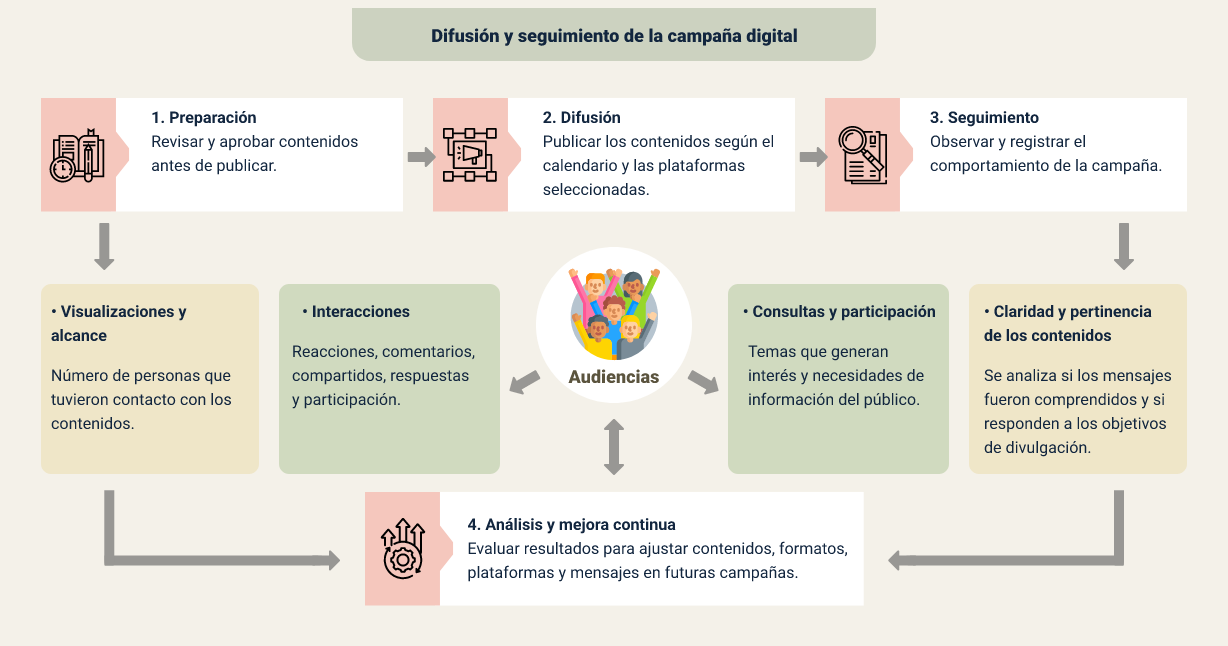 Difusión y seguimiento de la campaña digital
1. Preparación
Revisar y aprobar contenidos
antes de publicar.
2. Difusión
Publicar los contenidos según el
calendario y las plataformas
seleccionadas.
3. Seguimiento
Observar y registrar el
comportamiento de la campaña.
• Visualizaciones y
alcance
Número de personas que
tuvieron contacto con los
contenidos.
• Interacciones
Reacciones, comentarios,
compartidos, respuestas
y participación.
Audiencias
• Consultas y participación
Temas que generan
interés y necesidades de
información del público.
• Claridad y pertinencia
de los contenidos
Se analiza si los mensajes
fueron comprendidos y si
responden a los objetivos
de divulgación.
4. Análisis y mejora continua
Evaluar resultados para ajustar contenidos, formatos,
plataformas y mensajes en futuras campañas.